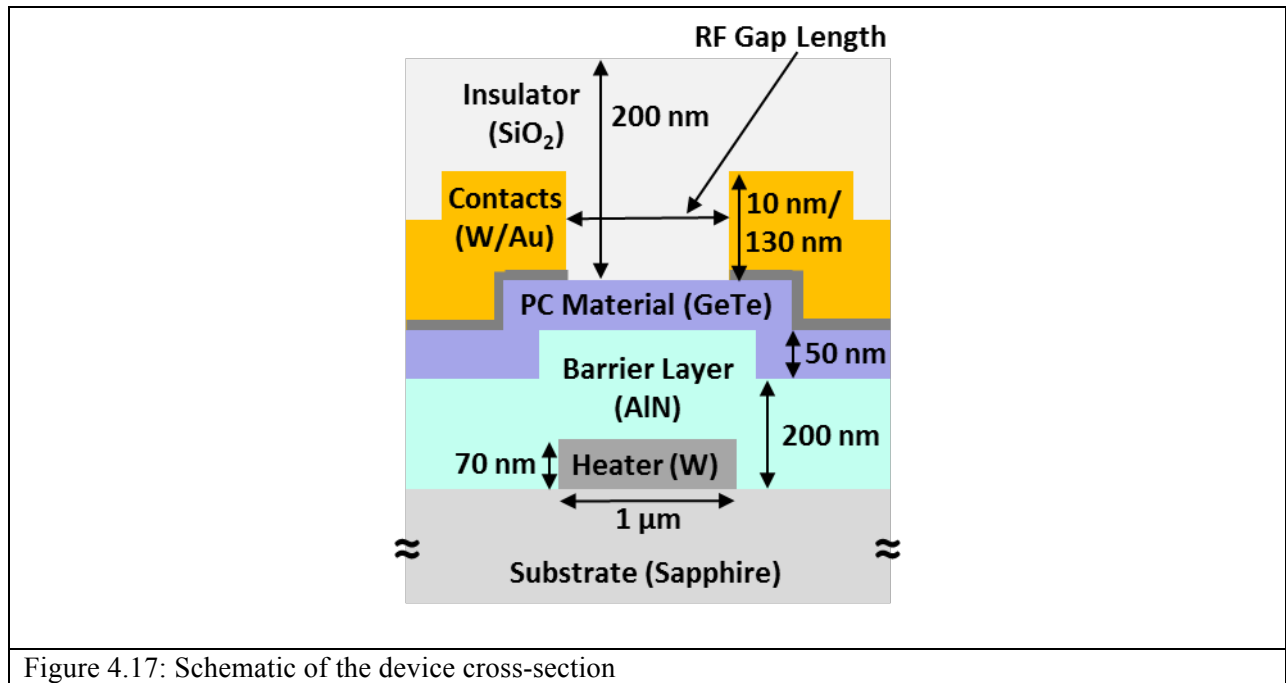 RF Gap Length
Insulator
(SiO₂)
200 nm
Contacts
(W/Au)
10 nm/
130 nm
PC Material (GeTe)
50 nm
Barrier Layer
(AlN)
200 nm
70 nm
Heater (W)
1 µm
≈
≈
Substrate (Sapphire)
Figure 4.17: Schematic of the device cross-section